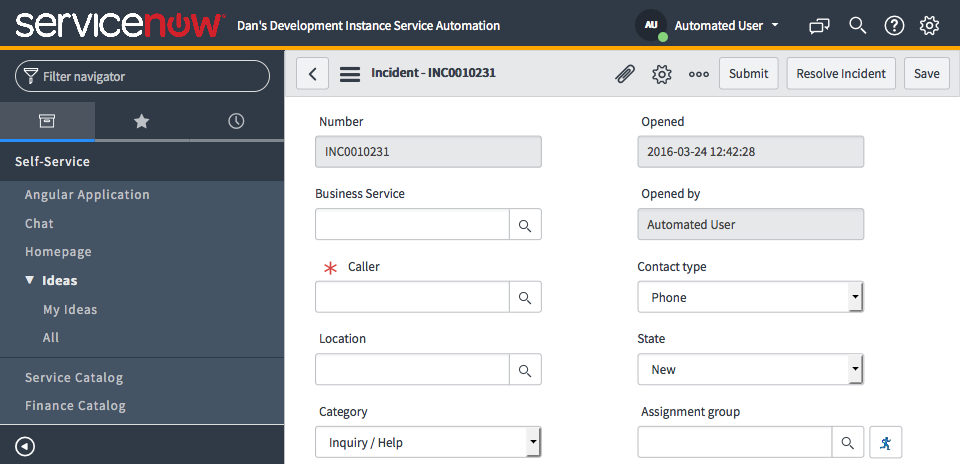 servicenow Dan's Development Instance Service Automation AU Automated User
Filter navigator
Incident - INC0010231 Submit Resolve Incident Save
Self-Service
Angular Application
Chat
Homepage
Ideas
My Ideas
All
Service Catalog
Finance Catalog
Number
INC0010231
Business Service
Caller
Location
Category
Inquiry / Help
Opened
2016-03-24 12:42:28
Opened by
Automated User
Contact type
Phone
State
New
Assignment group